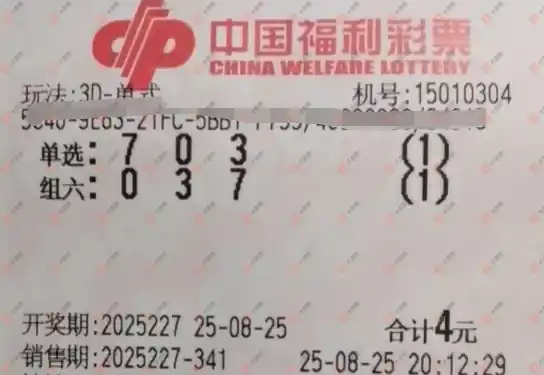 中国福利彩票
CHINA WELFARE LOTTERY
玩法:3D-单式 机号:15010304
单选: 7 0 3 (1)
组六: 0 3 7 (1)
开奖期:2025227 25-08-25 合计4元
销售期:2025227-341 25-08-25 20:12:29